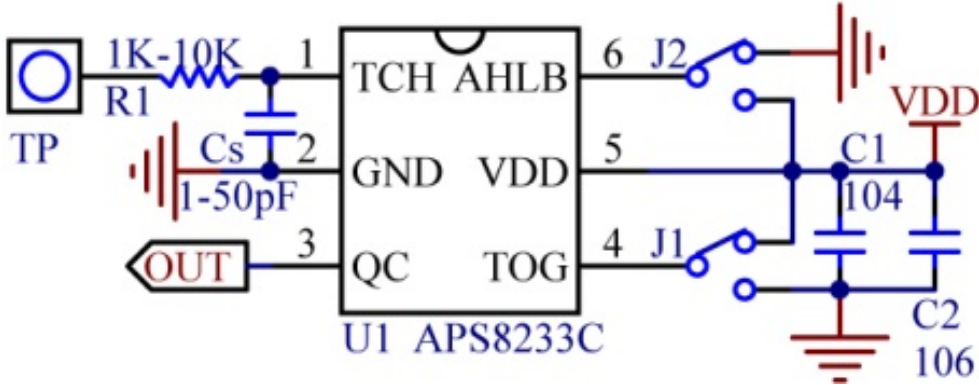 1K-10K
R1
TP
Cs
1-50pF
OUT
1
2
3
TCH
GND
QC
AHLB
VDD
TOG
6
5
4
U1 APS8233C
J2
J1
VDD
C1
104
C2
106